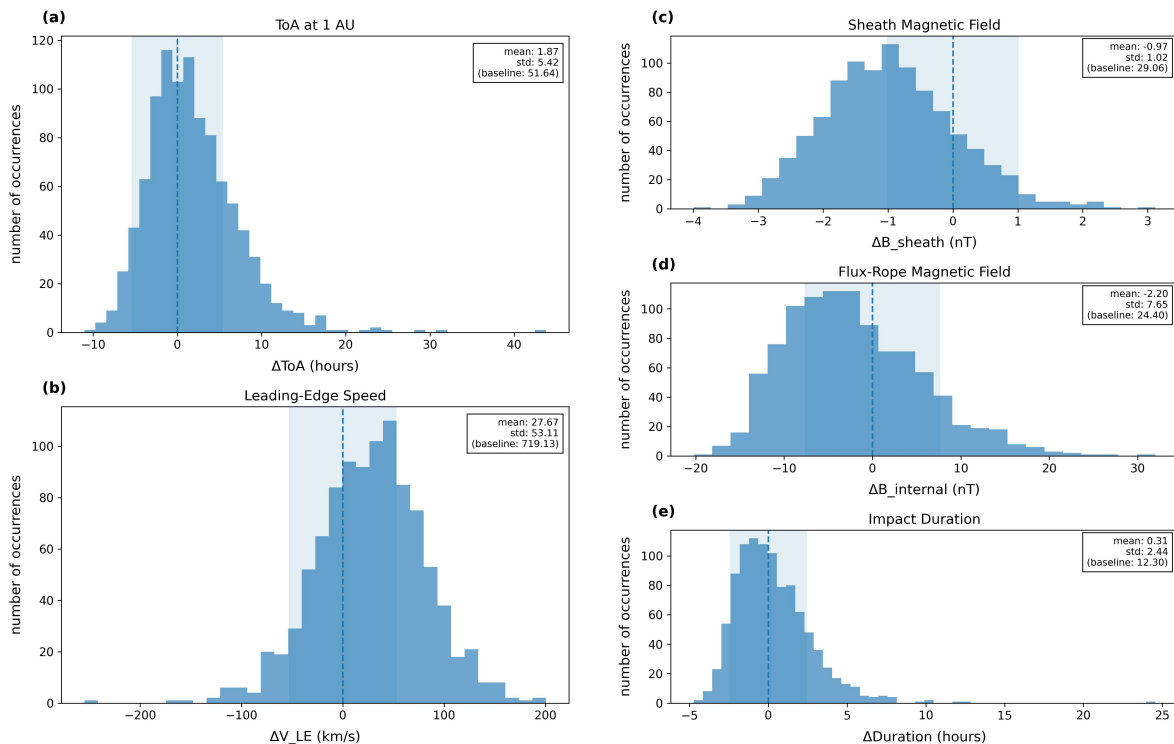 (a)
ToA at 1 AU
mean: 1.87
std: 5.42
(baseline: 51.64)
number of occurrences
0
20
40
60
80
100
120
−10
0
10
20
30
40
ΔToA (hours)
(b)
Leading-Edge Speed
mean: 27.67
std: 53.11
(baseline: 719.13)
number of occurrences
0
20
40
60
80
100
−200
−100
0
100
200
ΔV_LE (km/s)
(c)
Sheath Magnetic Field
mean: -0.97
std: 1.02
(baseline: 29.06)
number of occurrences
0
20
40
60
80
100
−4
−3
−2
−1
0
1
2
3
ΔB_sheath (nT)
(d)
Flux-Rope Magnetic Field
mean: -2.20
std: 7.65
(baseline: 24.40)
number of occurrences
0
20
40
60
80
100
−20
−10
0
10
20
30
ΔB_internal (nT)
(e)
Impact Duration
mean: 0.31
std: 2.44
(baseline: 12.30)
number of occurrences
0
20
40
60
80
100
−5
0
5
10
15
20
25
ΔDuration (hours)